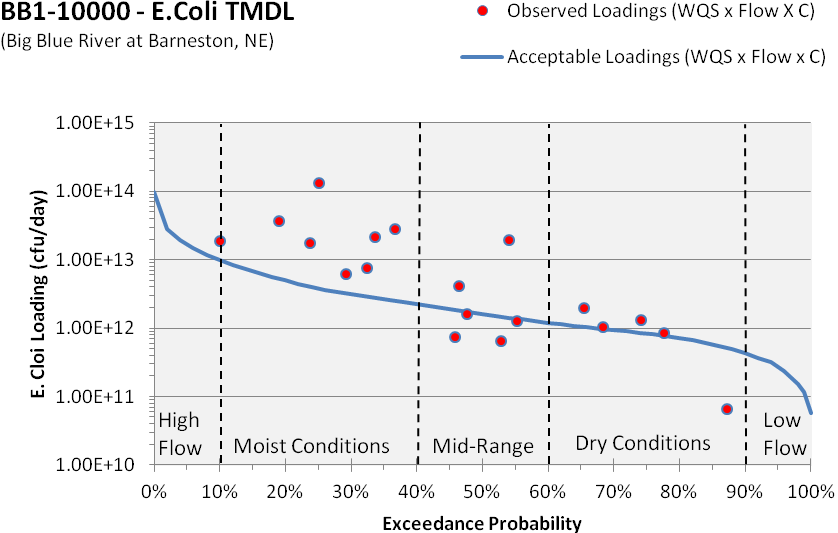 BB1-10000 - E.Coli TMDL
(Big Blue River at Barneston, NE)
Observed Loadings (WQS x Flow X C)
Acceptable Loadings (WQS x Flow x C)
E. Cloi Loading (cfu/day)
1.00E+15
1.00E+14
1.00E+13
1.00E+12
1.00E+11
1.00E+10
High
Flow
Moist Conditions
Mid-Range
Dry Conditions
Low
Flow
0% 10% 20% 30% 40% 50% 60% 70% 80% 90% 100%
Exceedance Probability